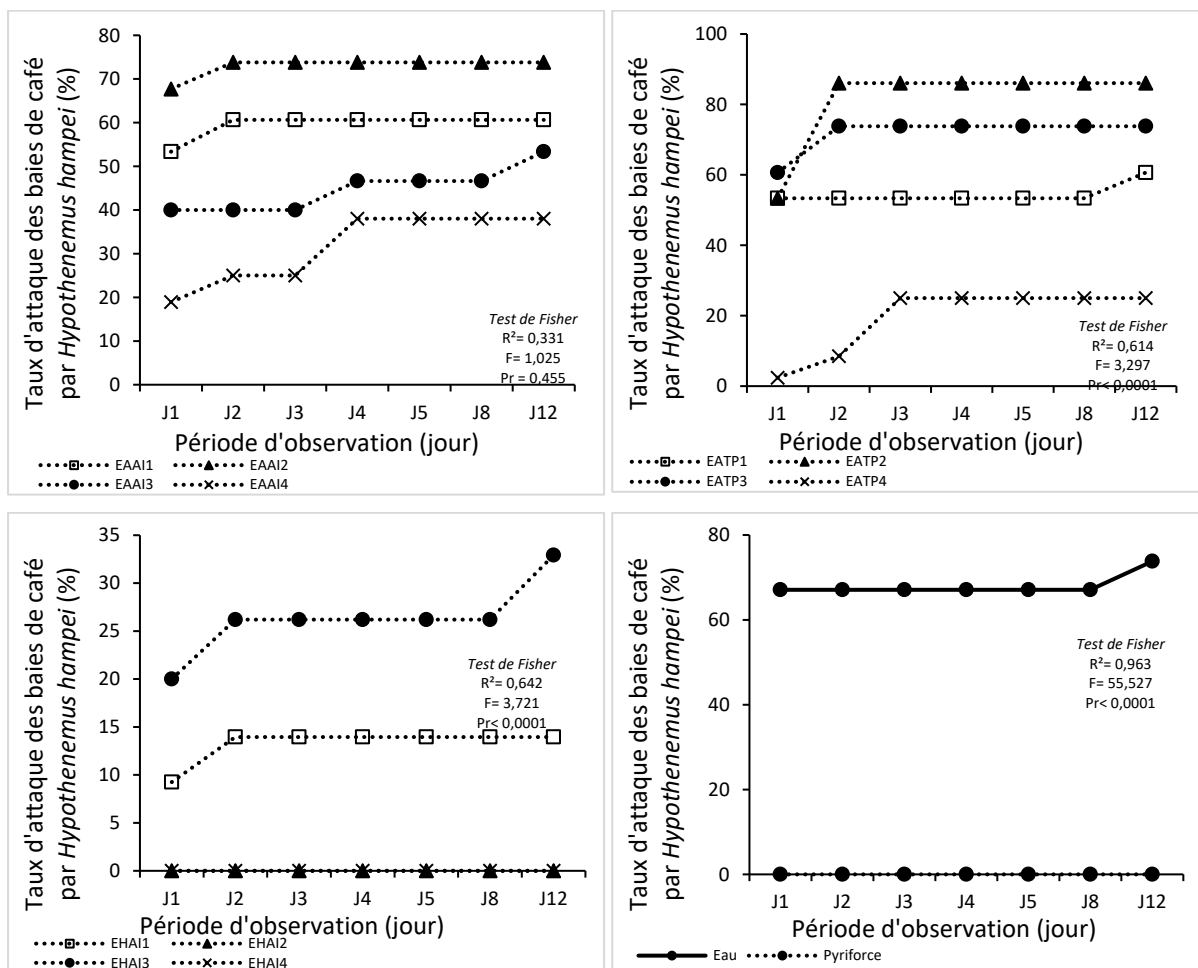 Taux d'attaque des baies de café
par Hypothenemus hampei (%)
80
70
60
50
40
30
20
10
0
Test de Fisher
R²= 0,331
F= 1,025
Pr = 0,455
J1 J2 J3 J4 J5 J8 J12
Période d'observation (jour)
EAAI1 EAAI2
EAAI3 EAAI4
Taux d'attaque des baies de café
par Hypothenemus hampei (%)
100
80
60
40
20
0
Test de Fisher
R²= 0,614
F= 3,297
Pr< 0,0001
J1 J2 J3 J4 J5 J8 J12
Période d'observation (jour)
EATP1 EATP2
EATP3 EATP4
Taux d'attaque des baies de café
par Hypothenemus hampei (%)
35
30
25
20
15
10
5
0
Test de Fisher
R²= 0,642
F= 3,721
Pr< 0,0001
J1 J2 J3 J4 J5 J8 J12
Période d'observation (jour)
EHAI1 EHAI2
EHAI3 EHAI4
Taux d'attaque des baies de café
par Hypothenemus hampei (%)
80
60
40
20
0
Test de Fisher
R²= 0,963
F= 55,527
Pr< 0,0001
J1 J2 J3 J4 J5 J8 J12
Période d'observation (jour)
Eau Pyriforce